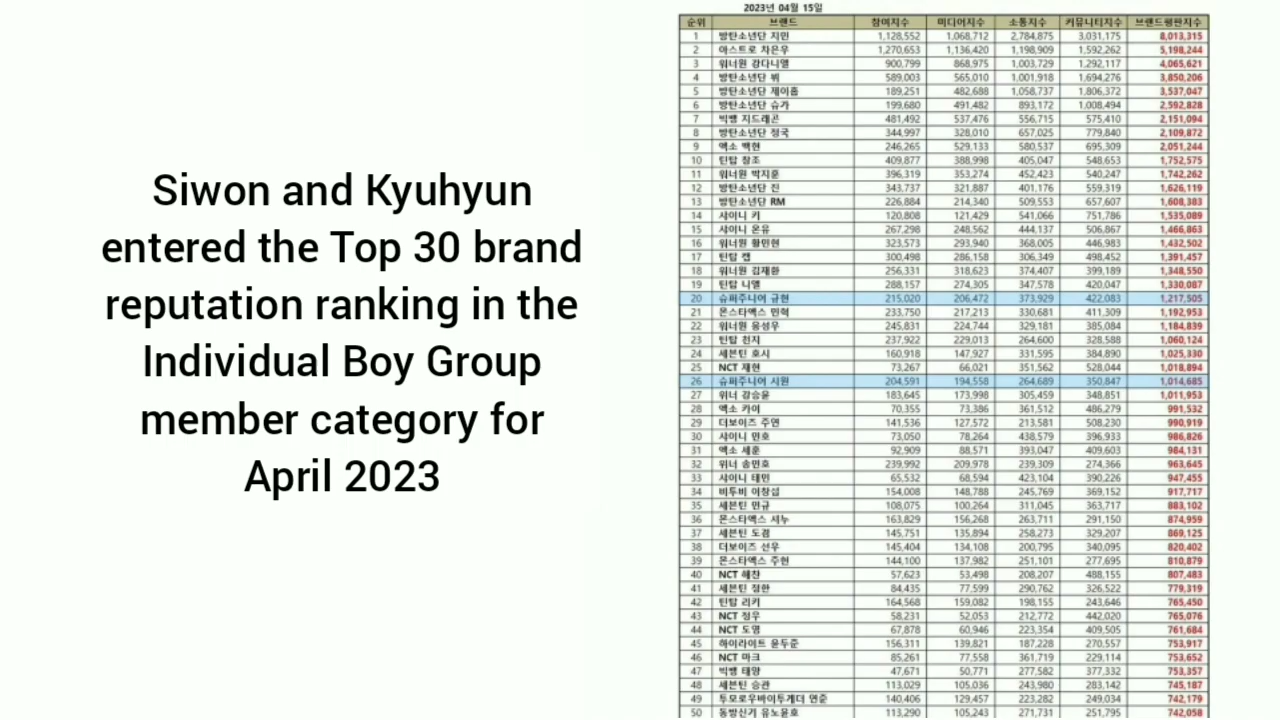 Siwon and Kyuhyun
entered the Top 30 brand
reputation ranking in the
Individual Boy Group
member category for
April 2023
2023년 04월 15일
순위 브랜드 참여지수 미디어지수 소통지수 커뮤니티지수 브랜드평판지수
1 방탄소년단 지민 1,128,552 1,068,712 2,784,875 3,031,175 8,013,315
2 아스트로 차은우 1,270,653 1,136,420 1,198,909 1,592,262 5,198,244
3 워너원 강다니엘 900,799 868,975 1,003,729 1,292,117 4,065,621
4 방탄소년단 뷔 589,003 565,010 1,001,918 1,694,276 3,850,206
5 방탄소년단 제이홉 189,251 482,688 1,058,737 1,806,372 3,537,047
6 방탄소년단 슈가 199,680 491,482 893,172 1,008,494 2,592,828
7 빅뱅 지드래곤 481,492 537,476 556,715 575,410 2,151,094
8 방탄소년단 정국 344,997 328,010 657,025 779,840 2,109,872
9 엑소 백현 246,265 529,133 580,537 695,309 2,051,244
10 틴탑 창조 409,877 388,998 405,047 548,653 1,752,575
11 워너원 박지훈 396,319 353,274 452,423 540,247 1,742,262
12 방탄소년단 진 343,737 321,887 401,176 559,319 1,626,119
13 방탄소년단 RM 226,884 214,340 509,553 657,607 1,608,383
14 샤이니 키 120,808 121,429 541,066 751,786 1,535,089
15 샤이니 온유 267,298 248,562 444,137 506,867 1,466,863
16 워너원 황민현 323,573 293,940 368,005 446,983 1,432,502
17 틴탑 캡 300,498 286,158 306,349 498,452 1,391,457
18 워너원 김재환 256,331 318,623 374,407 399,189 1,348,550
19 틴탑 니엘 288,157 274,305 347,578 420,047 1,330,087
20 슈퍼주니어 규현 215,020 206,472 373,929 422,083 1,217,505
21 몬스타엑스 민혁 233,750 217,213 330,681 411,309 1,192,953
22 워너원 옹성우 245,831 224,744 329,181 385,084 1,184,839
23 틴탑 천지 237,922 229,013 264,600 328,588 1,060,124
24 세븐틴 호시 160,918 147,927 331,595 384,890 1,025,330
25 NCT 재현 73,267 66,021 351,562 528,044 1,018,894
26 슈퍼주니어 시원 204,591 194,558 264,689 350,847 1,014,685
27 위너 강승윤 183,645 173,998 305,459 348,851 1,011,953
28 엑소 카이 70,355 73,386 361,512 486,279 991,532
29 더보이즈 주연 141,536 127,572 213,581 508,230 990,919
30 샤이니 민호 73,050 78,264 438,579 396,933 986,826
31 엑소 세훈 92,909 88,571 393,047 409,603 984,131
32 위너 송민호 239,992 209,978 239,309 274,366 963,645
33 샤이니 태민 65,532 68,594 423,104 390,226 947,455
34 비투비 이창섭 154,008 148,788 245,769 369,152 917,717
35 세븐틴 민규 108,075 100,264 311,045 363,717 883,102
36 몬스타엑스 셔누 163,829 156,268 263,711 291,150 874,959
37 세븐틴 도겸 145,751 135,894 258,273 329,207 869,125
38 더보이즈 선우 145,404 134,108 200,795 340,095 820,402
39 몬스타엑스 주헌 144,100 137,982 251,101 277,695 810,879
40 NCT 해찬 57,623 53,498 208,207 488,155 807,483
41 세븐틴 정한 84,435 77,599 290,762 326,522 779,319
42 틴탑 리키 164,568 159,082 198,155 243,646 765,450
43 NCT 정우 58,231 52,053 212,772 442,020 765,076
44 NCT 도영 67,878 60,946 223,354 409,505 761,684
45 하이라이트 윤두준 156,311 139,821 187,228 270,557 753,917
46 NCT 마크 85,261 77,558 361,719 229,114 753,652
47 빅뱅 태양 47,671 50,771 277,582 377,332 753,357
48 세븐틴 승관 113,029 105,036 243,980 283,142 745,187
49 투모로우바이투게더 연준 140,406 129,457 223,282 249,034 742,179
50 동방신기 유노윤호 113,290 105,243 271,731 251,795 742,058